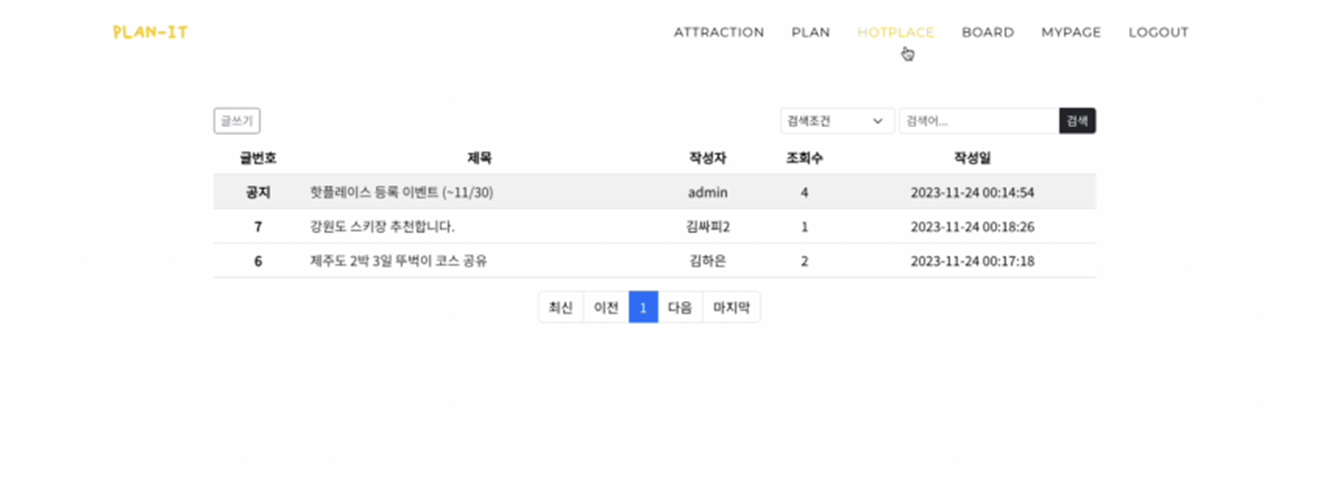 PLAN-IT ATTRACTION PLAN HOTPLACE BOARD MYPAGE LOGOUT
글쓰기 검색조건 검색어... 검색
글번호 제목 작성자 조회수 작성일
공지 핫플레이스 등록 이벤트 (~11/30) admin 4 2023-11-24 00:14:54
7 강원도 스키장 추천합니다. 김싸피2 1 2023-11-24 00:18:26
6 제주도 2박 3일 뚜벅이 코스 공유 김하은 2 2023-11-24 00:17:18
최신 이전 1 다음 마지막